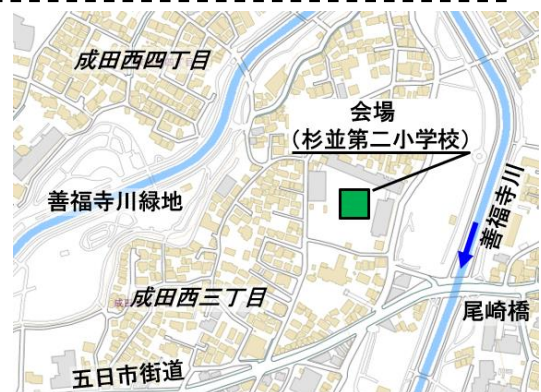 成田西四丁目
会場
（杉並第二小学校）
善福寺川緑地
善福寺川
成田西三丁目
尾崎橋
五日市街道